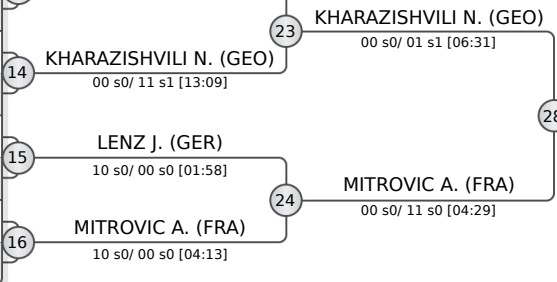 KHARAZISHVILI N. (GEO)
23
00 s0/ 01 s1 [06:31]
KHARAZISHVILI N. (GEO)
14
00 s0/ 11 s1 [13:09]
28
LENZ J. (GER)
15
10 s0/ 00 s0 [01:58]
MITROVIC A. (FRA)
24
00 s0/ 11 s0 [04:29]
MITROVIC A. (FRA)
16
10 s0/ 00 s0 [04:13]